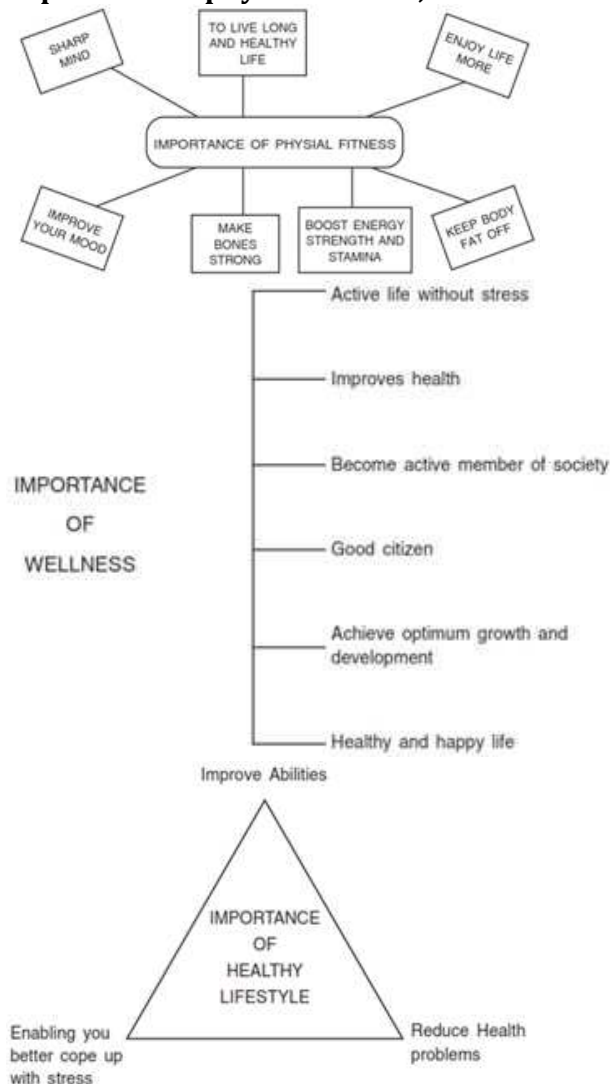 SHARP
MIND
TO LIVE LONG
AND HEALTHY
LIFE
ENJOY LIFE
MORE
IMPORTANCE OF PHYSIAL FITNESS
IMPROVE
YOUR MOOD
MAKE
BONES
STRONG
BOOST ENERGY
STRENGTH AND
STAMINA
KEEP BODY
FAT OFF
IMPORTANCE
OF
WELLNESS
Active life without stress
Improves health
Become active member of society
Good citizen
Achieve optimum growth and
development
Healthy and happy life
Improve Abilities
IMPORTANCE
OF
HEALTHY
LIFESTYLE
Enabling you
better cope up
with stress
Reduce Health
problems